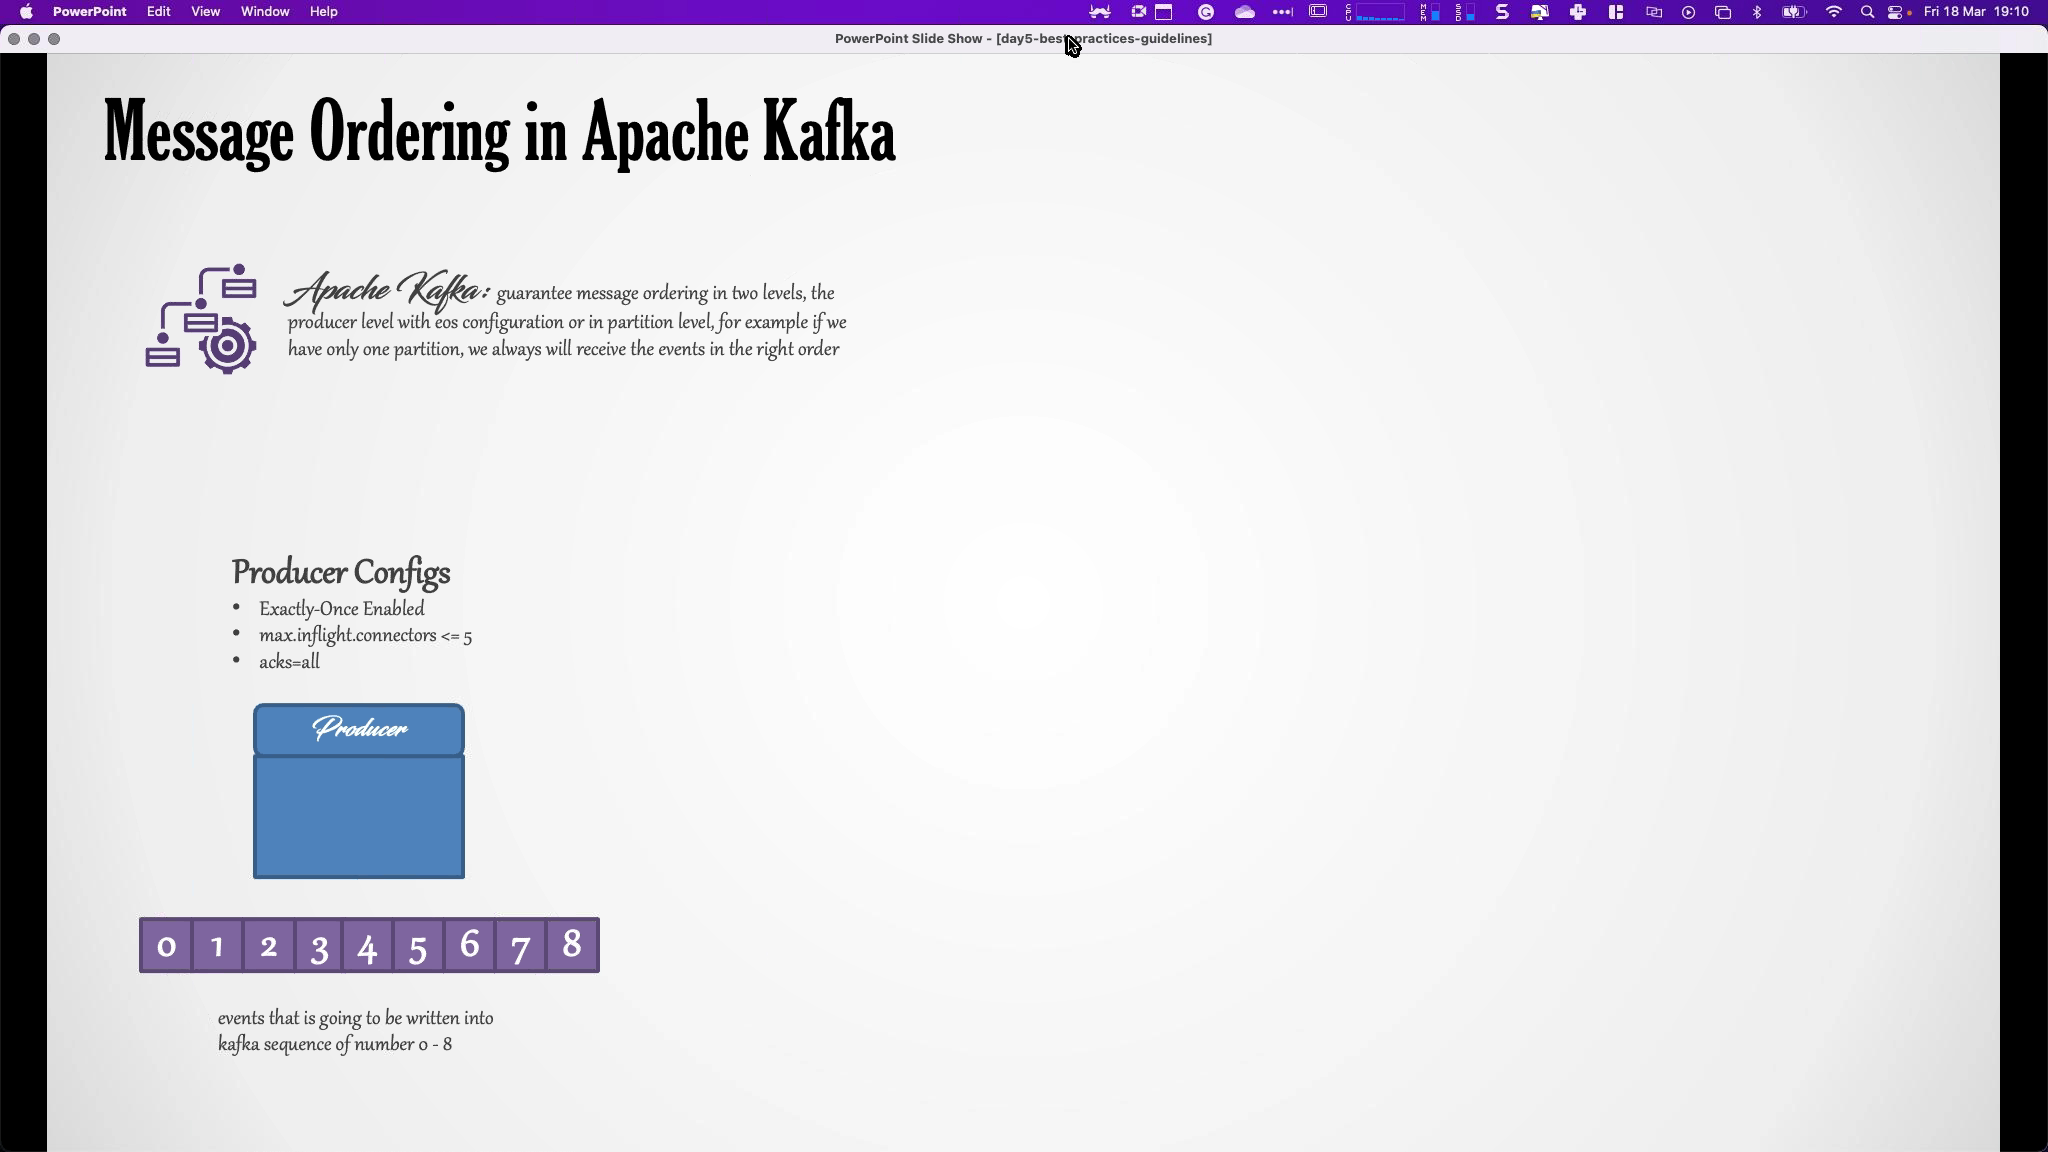 PowerPoint Edit View Window Help
CPU MEM SSD Fri 18 Mar 19:10
PowerPoint Slide Show - [day5-best-practices-guidelines]
Message Ordering in Apache Kafka
Apache Kafka: guarantee message ordering in two levels, the
producer level with eos configuration or in partition level, for example if we
have only one partition, we always will receive the events in the right order
Producer Configs
• Exactly-Once Enabled
• max.inflight.connectors <= 5
• acks=all
Producer
0 1 2 3 4 5 6 7 8
events that is going to be written into
kafka sequence of number 0 - 8